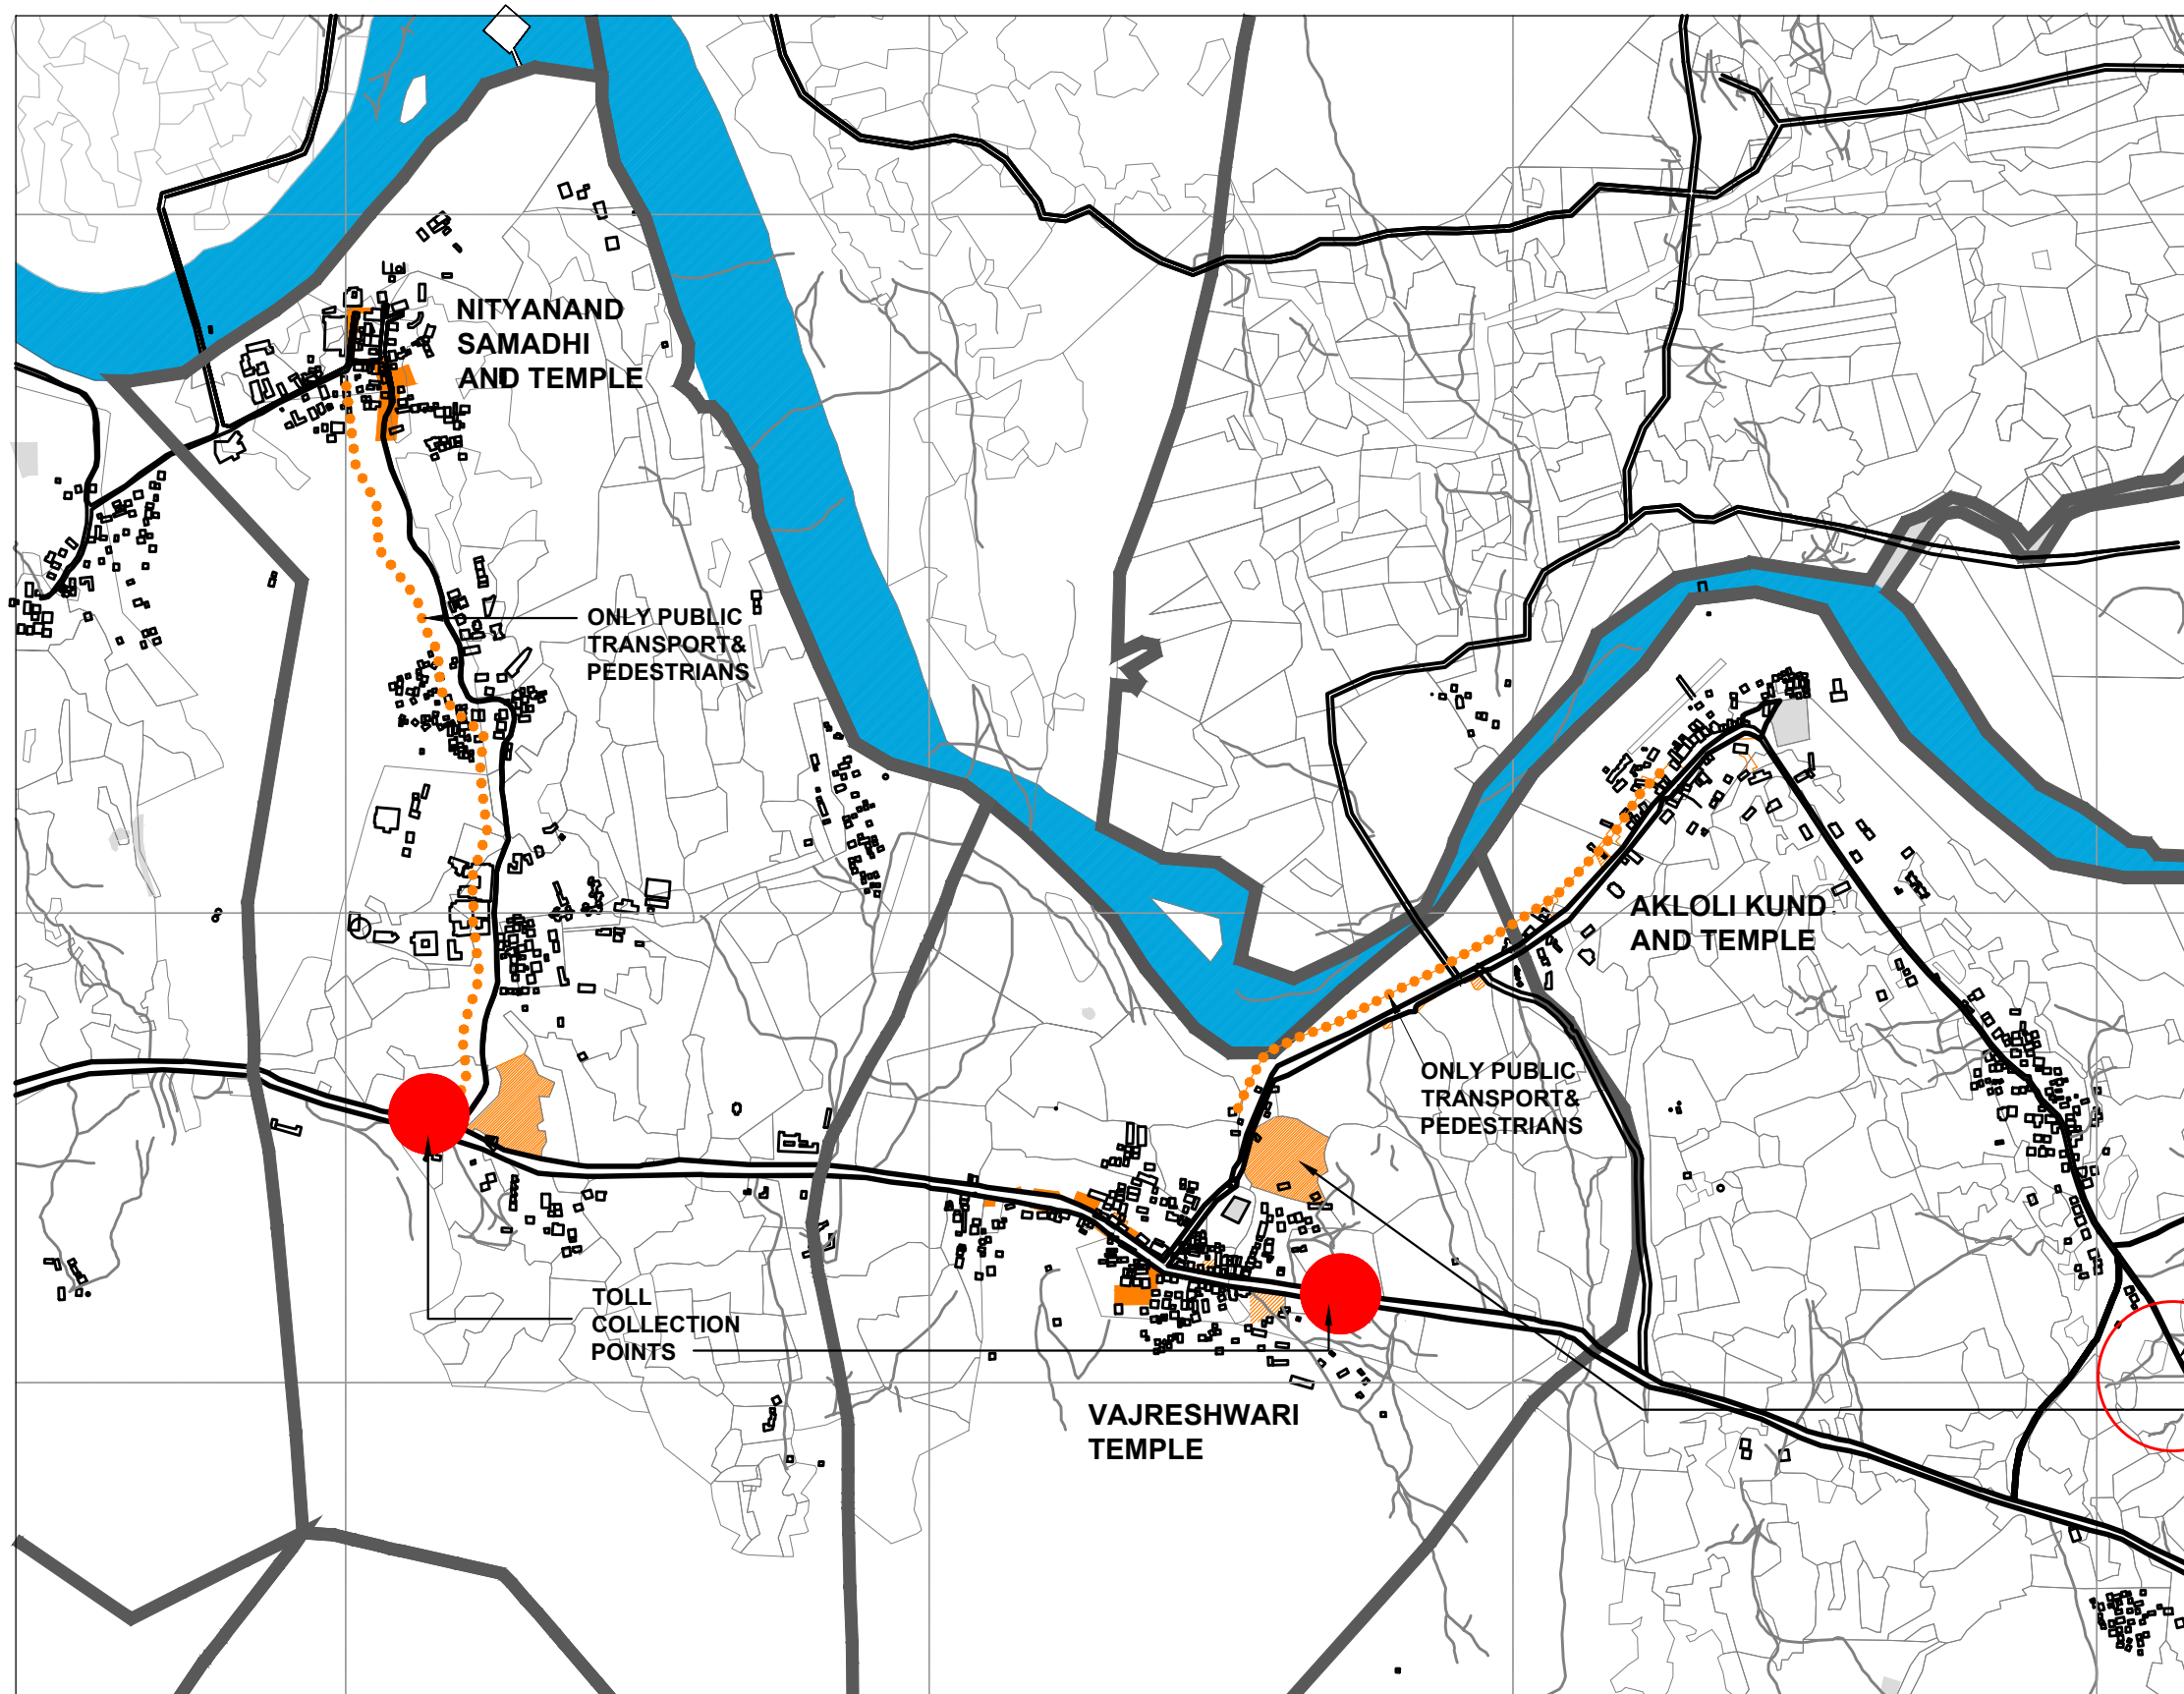 NITYANAND
SAMADHI
AND TEMPLE
ONLY PUBLIC
TRANSPORT&
PEDESTRIANS
AKLOLI KUND
AND TEMPLE
ONLY PUBLIC
TRANSPORT&
PEDESTRIANS
TOLL
COLLECTION
POINTS
VAJRESHWARI
TEMPLE